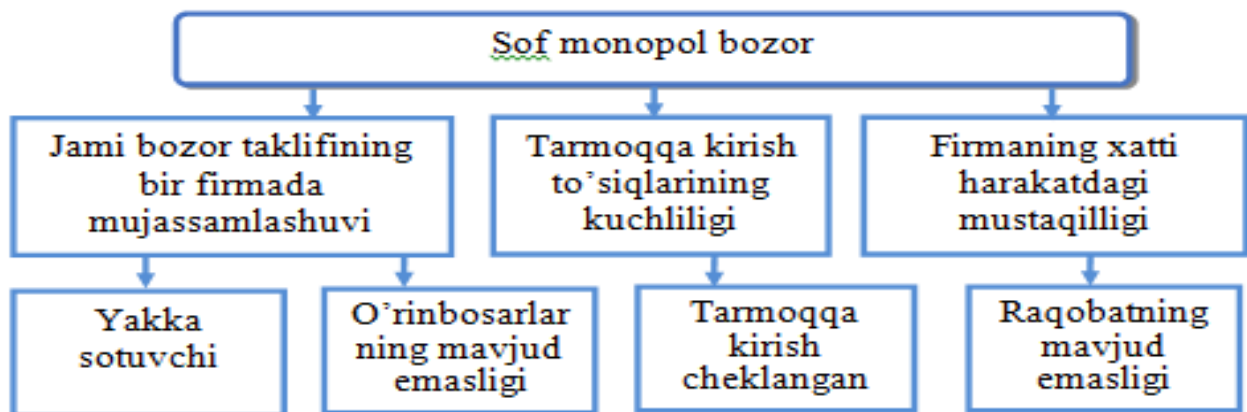 Sof monopol bozor
Jami bozor taklifining
bir firmada
mujassamlashuvi
Tarmoqqa kirish
to’siqlarining
kuchliligi
Firmaning xatti
harakatdagi
mustaqilligi
Yakka
sotuvchi
O’rinbosarlar
ning mavjud
emasligi
Tarmoqqa
kirish
cheklangan
Raqobatning
mavjud
emasligi